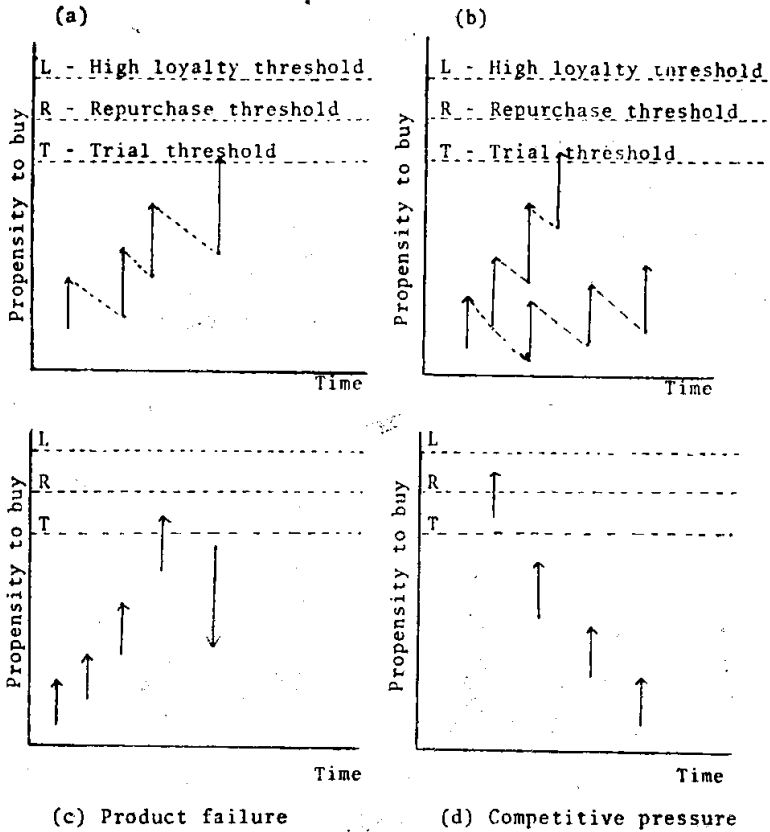 (a)
L - High loyalty threshold
R - Repurchase threshold
T - Trial threshold
Propensity to buy
Time
(b)
L - High loyalty threshold
R - Repurchase threshold
T - Trial threshold
Propensity to buy
Time
L
R
T
Propensity to buy
Time
(c) Product failure
L
R
T
Propensity to buy
Time
(d) Competitive pressure